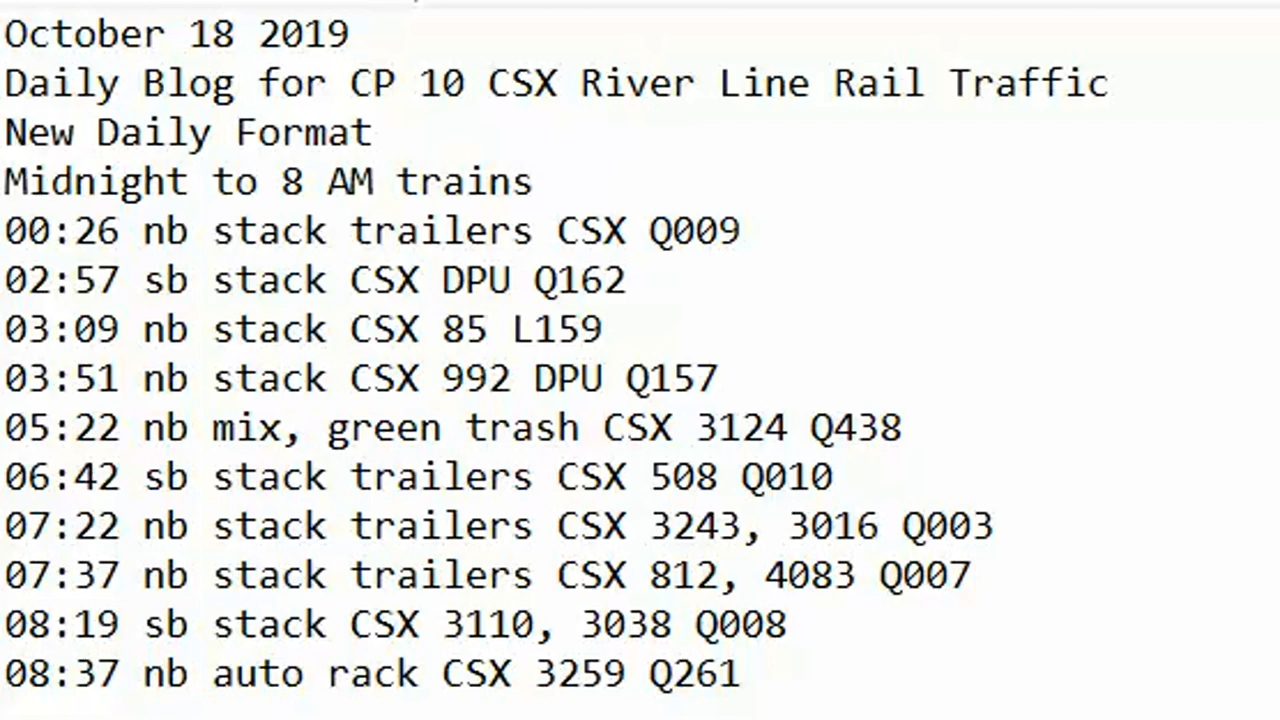 October 18 2019
Daily Blog for CP 10 CSX River Line Rail Traffic
New Daily Format
Midnight to 8 AM trains
00:26 nb stack trailers CSX Q009
02:57 sb stack CSX DPU Q162
03:09 nb stack CSX 85 L159
03:51 nb stack CSX 992 DPU Q157
05:22 nb mix, green trash CSX 3124 Q438
06:42 sb stack trailers CSX 508 Q010
07:22 nb stack trailers CSX 3243, 3016 Q003
07:37 nb stack trailers CSX 812, 4083 Q007
08:19 sb stack CSX 3110, 3038 Q008
08:37 nb auto rack CSX 3259 Q261